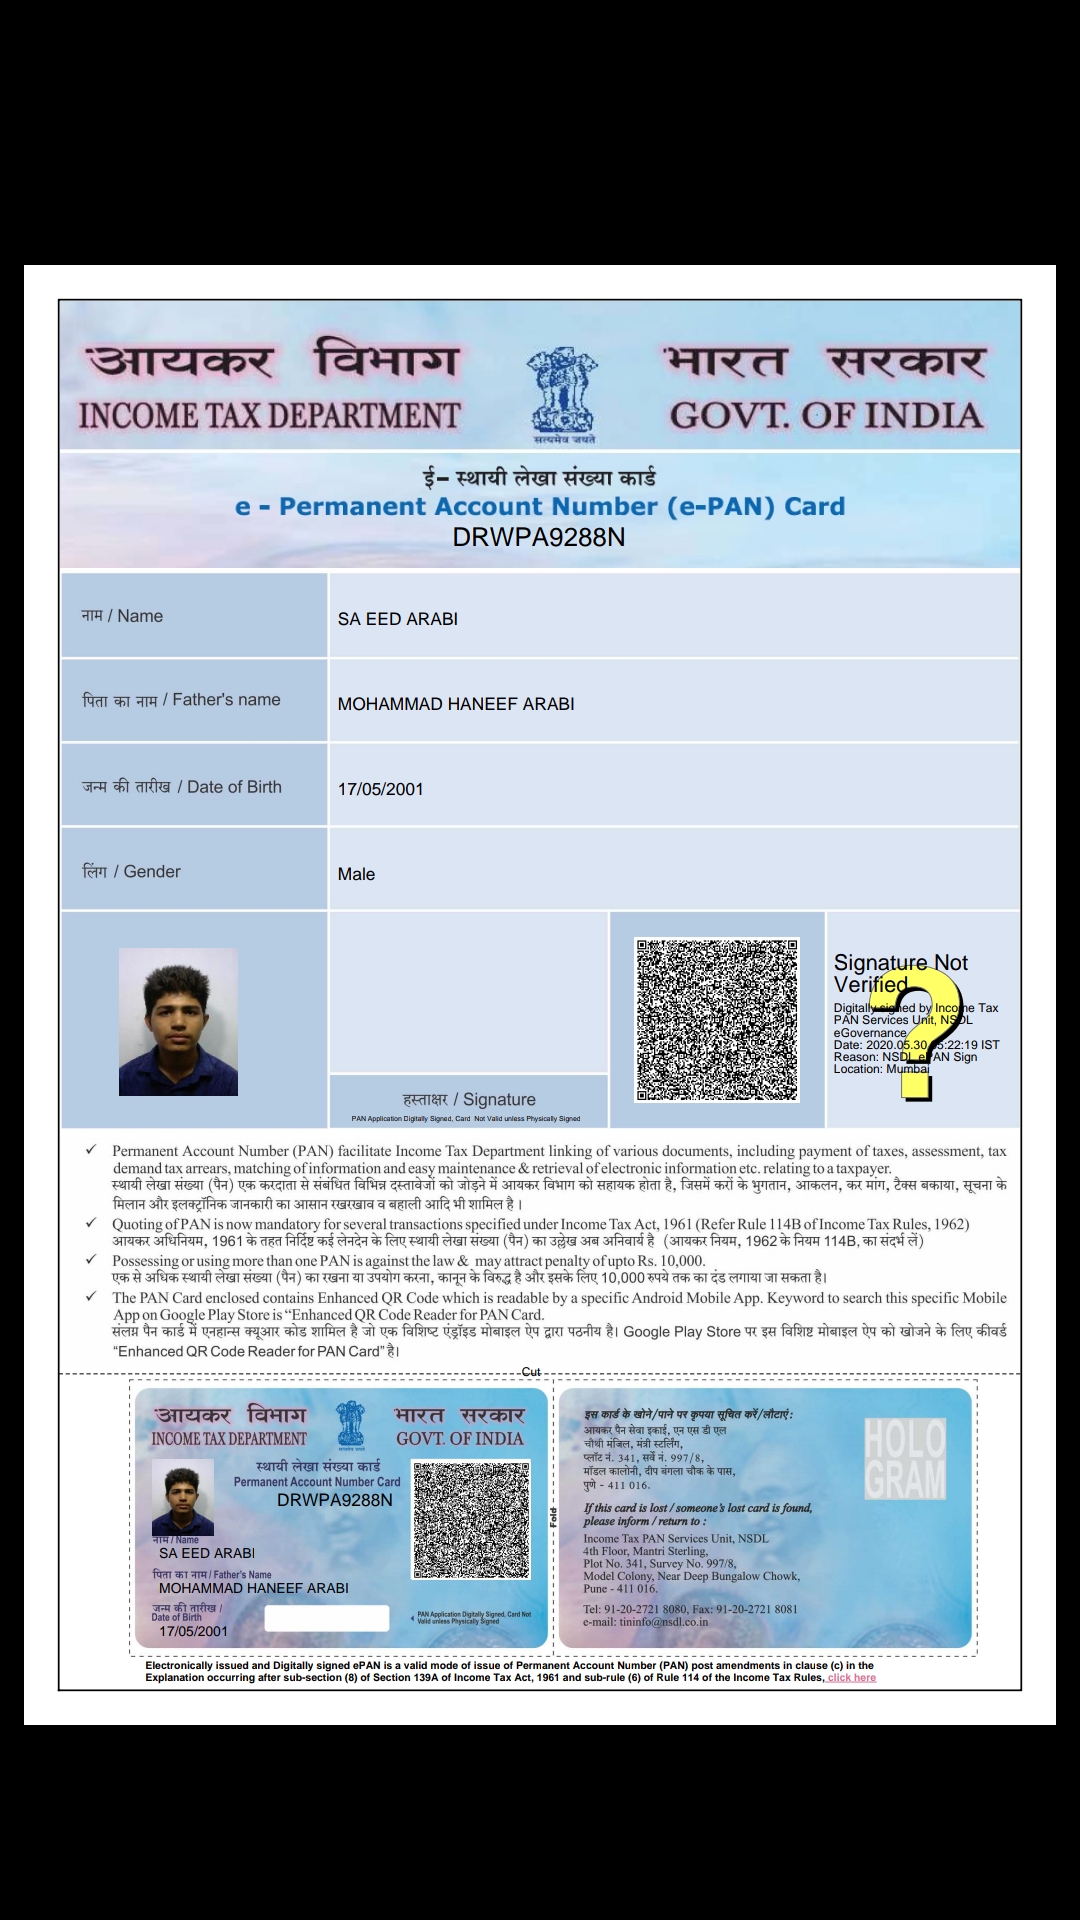 आयकर विभाग भारत सरकार
INCOME TAX DEPARTMENT GOVT. OF INDIA
सत्यमेव जयते
ई– स्थायी लेखा संख्या कार्ड
e - Permanent Account Number (e-PAN) Card
DRWPA9288N
नाम / Name SA EED ARABI
पिता का नाम / Father's name MOHAMMAD HANEEF ARABI
जन्म की तारीख / Date of Birth 17/05/2001
लिंग / Gender Male
Signature Not
Verified
Digitally signed by Income Tax
PAN Services Unit, NSDL
eGovernance
Date: 2020.05.30 05:22:19 IST
Reason: NSDL ePAN Sign
Location: Mumbai
हस्ताक्षर / Signature
PAN Application Digitally Signed, Card Not Valid unless Physically Signed
✓ Permanent Account Number (PAN) facilitate Income Tax Department linking of various documents, including payment of taxes, assessment, tax
demand tax arrears, matching of information and easy maintenance & retrieval of electronic information etc. relating to a taxpayer.
स्थायी लेखा संख्या (पैन) एक करदाता से संबंधित विभिन्न दस्तावेजों को जोड़ने में आयकर विभाग को सहायक होता है, जिसमें करों के भुगतान, आकलन, कर मांग, टैक्स बकाया, सूचना के
मिलान और इलक्ट्रॉनिक जानकारी का आसान रखरखाव व बहाली आदि भी शामिल है ।
✓ Quoting of PAN is now mandatory for several transactions specified under Income Tax Act, 1961 (Refer Rule 114B of Income Tax Rules, 1962)
आयकर अधिनियम, 1961 के तहत निर्दिष्ट कई लेनदेन के लिए स्थायी लेखा संख्या (पैन) का उल्लेख अब अनिवार्य है (आयकर नियम, 1962 के नियम 114B, का संदर्भ लें)
✓ Possessing or using more than one PAN is against the law & may attract penalty of upto Rs. 10,000.
एक से अधिक स्थायी लेखा संख्या (पैन) का रखना या उपयोग करना, कानून के विरुद्ध है और इसके लिए 10,000 रुपये तक का दंड लगाया जा सकता है।
✓ The PAN Card enclosed contains Enhanced QR Code which is readable by a specific Android Mobile App. Keyword to search this specific Mobile
App on Google Play Store is “Enhanced QR Code Reader for PAN Card.
संलग्न पैन कार्ड में एनहान्स क्यूआर कोड शामिल है जो एक विशिष्ट एंड्रॉइड मोबाइल ऐप द्वारा पठनीय है। Google Play Store पर इस विशिष्ट मोबाइल ऐप को खोजने के लिए कीवर्ड
“Enhanced QR Code Reader for PAN Card” है।
Cut
आयकर विभाग भारत सरकार
INCOME TAX DEPARTMENT GOVT. OF INDIA
स्थायी लेखा संख्या कार्ड
Permanent Account Number Card
DRWPA9288N
नाम / Name
SA EED ARABI
पिता का नाम / Father's Name
MOHAMMAD HANEEF ARABI
जन्म की तारीख /
Date of Birth
17/05/2001
PAN Application Digitally Signed, Card Not
Valid unless Physically Signed
Fold
इस कार्ड के खोने/पाने पर कृपया सूचित करें/लौटाएं :
आयकर पैन सेवा इकाई, एन एस डी एल
चौथी मंजिल, मंत्री स्टर्लिंग,
प्लॉट नं. 341, सर्वे नं. 997/8,
मॉडल कालोनी, दीप बंगला चौक के पास,
पुणे – 411 016.
If this card is lost / someone's lost card is found,
please inform / return to :
Income Tax PAN Services Unit, NSDL
4th Floor, Mantri Sterling,
Plot No. 341, Survey No. 997/8,
Model Colony, Near Deep Bungalow Chowk,
Pune - 411 016.
Tel: 91-20-2721 8080, Fax: 91-20-2721 8081
e-mail: tininfo@nsdl.co.in
HOLO
GRAM
Electronically issued and Digitally signed ePAN is a valid mode of issue of Permanent Account Number (PAN) post amendments in clause (c) in the
Explanation occurring after sub-section (8) of Section 139A of Income Tax Act, 1961 and sub-rule (6) of Rule 114 of the Income Tax Rules, click here